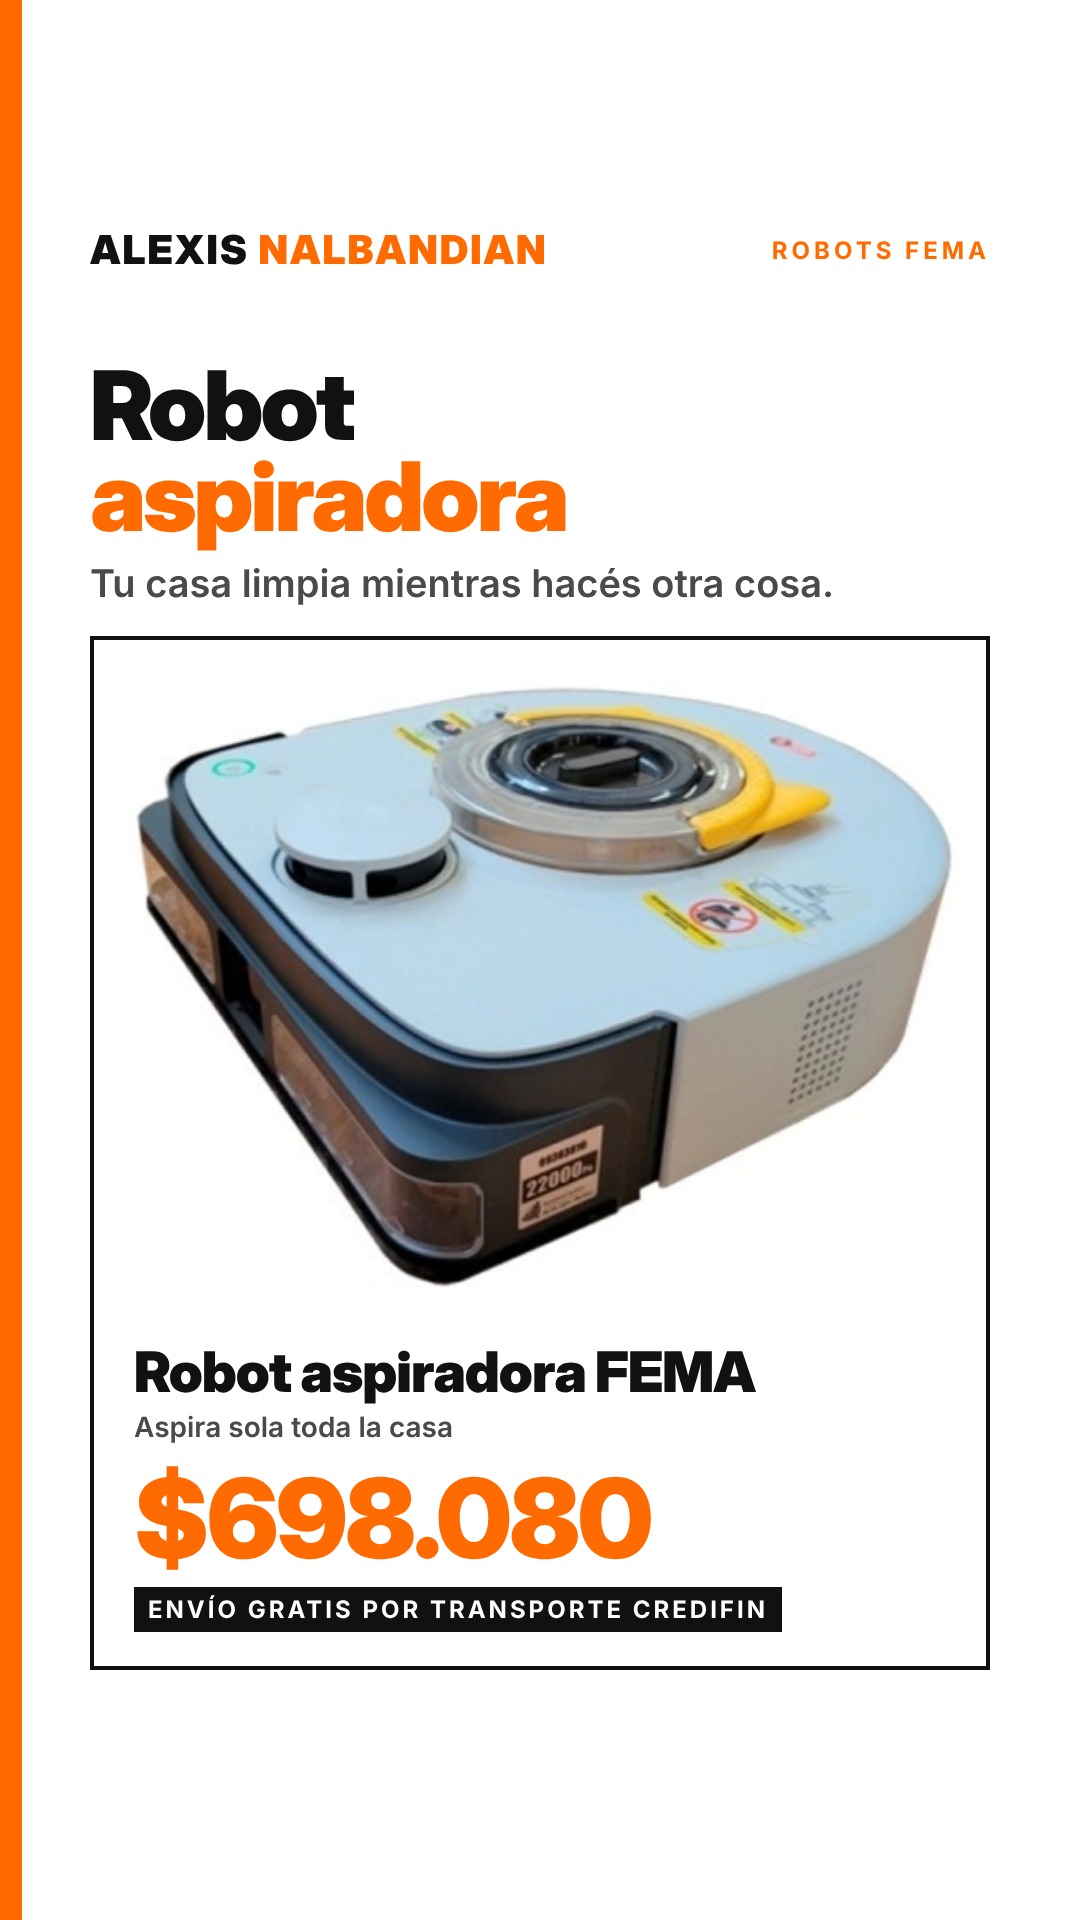 ALEXIS NALBANDIAN
ROBOTS FEMA
Robot
aspiradora
Tu casa limpia mientras hacés otra cosa.
22000Pa
Robot aspiradora FEMA
Aspira sola toda la casa
$698.080
ENVÍO GRATIS POR TRANSPORTE CREDIFIN